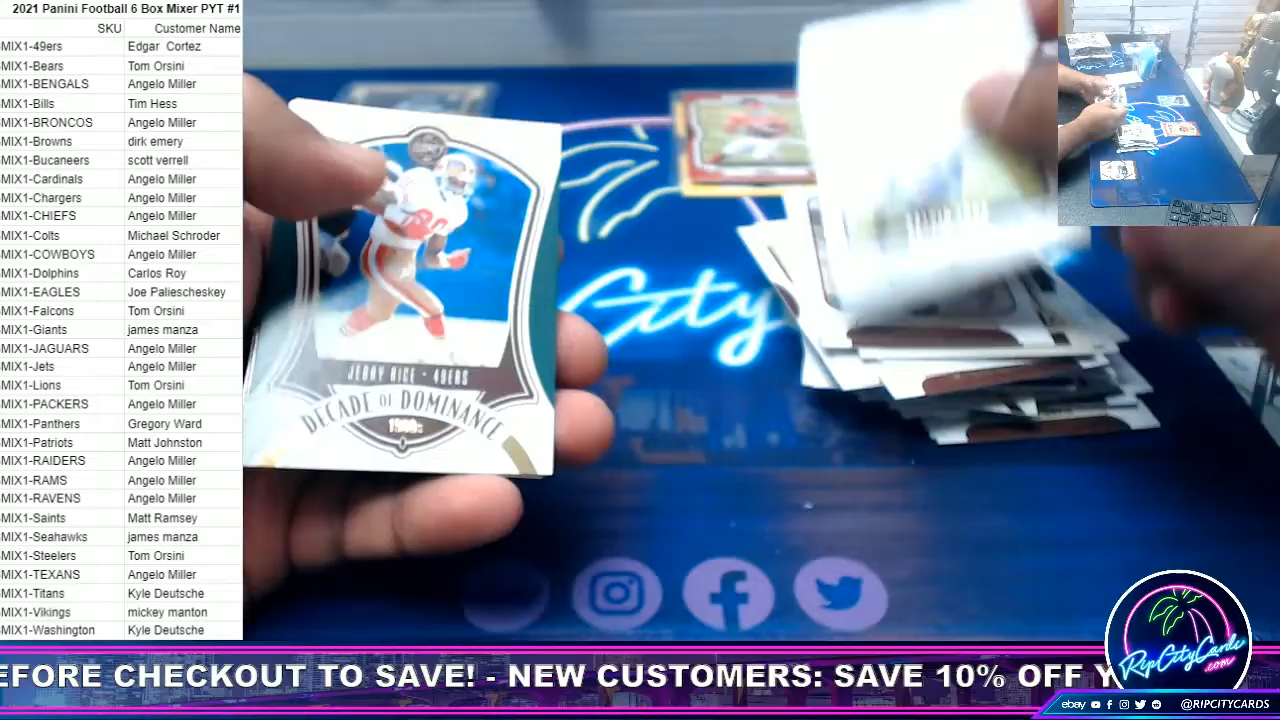 2021 Panini Football 6 Box Mixer PYT #1
SKU Customer Name
MIX1-49ers Edgar Cortez
MIX1-Bears Tom Orsini
MIX1-BENGALS Angelo Miller
MIX1-Bills Tim Hess
MIX1-BRONCOS Angelo Miller
MIX1-Browns dirk emery
MIX1-Bucaneers scott verrell
MIX1-Cardinals Angelo Miller
MIX1-Chargers Angelo Miller
MIX1-CHIEFS Angelo Miller
MIX1-Colts Michael Schroder
MIX1-COWBOYS Angelo Miller
MIX1-Dolphins Carlos Roy
MIX1-EAGLES Joe Paliescheskey
MIX1-Falcons Tom Orsini
MIX1-Giants james manza
MIX1-JAGUARS Angelo Miller
MIX1-Jets Angelo Miller
MIX1-Lions Tom Orsini
MIX1-PACKERS Angelo Miller
MIX1-Panthers Gregory Ward
MIX1-Patriots Matt Johnston
MIX1-RAIDERS Angelo Miller
MIX1-RAMS Angelo Miller
MIX1-RAVENS Angelo Miller
MIX1-Saints Matt Ramsey
MIX1-Seahawks james manza
MIX1-Steelers Tom Orsini
MIX1-TEXANS Angelo Miller
MIX1-Titans Kyle Deutsche
MIX1-Vikings mickey manton
MIX1-Washington Kyle Deutsche
JERRY RICE - 49ERS
DECADE OF DOMINANCE
City
EFORE CHECKOUT TO SAVE! - NEW CUSTOMERS: SAVE 10% OFF Y
RipCityCards
.com
ebay @RIPCITYCARDS